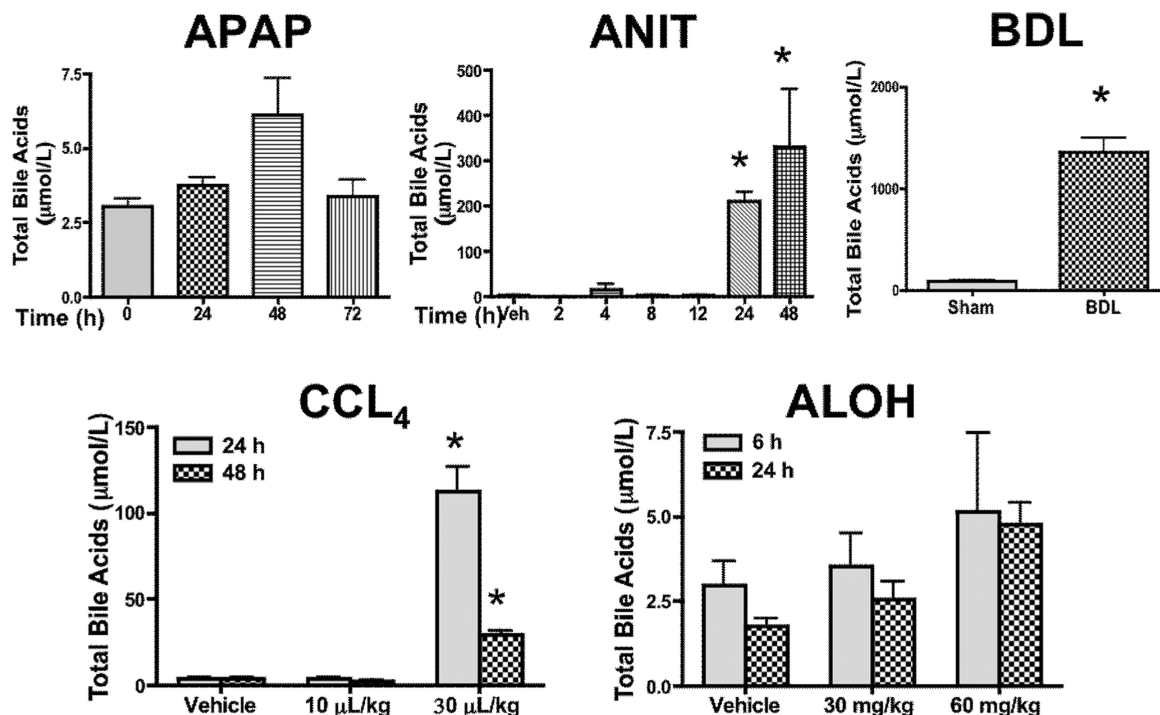 APAP
Total Bile Acids
(μmol/L)
7.5
5.0
2.5
0.0
Time (h)
0 24 48 72
ANIT
Total Bile Acids
(μmol/L)
500
400
300
200
100
0
* *
Time (h)
Veh 2 4 8 12 24 48
BDL
Total Bile Acids (μmol/L)
2000
1000
0
*
Sham BDL
CCL4
Total Bile Acids (μmol/L)
150
100
50
0
24 h
48 h
*
*
Vehicle 10 μL/kg 30 μL/kg
ALOH
Total Bile Acids (μmol/L)
7.5
5.0
2.5
0.0
6 h
24 h
Vehicle 30 mg/kg 60 mg/kg